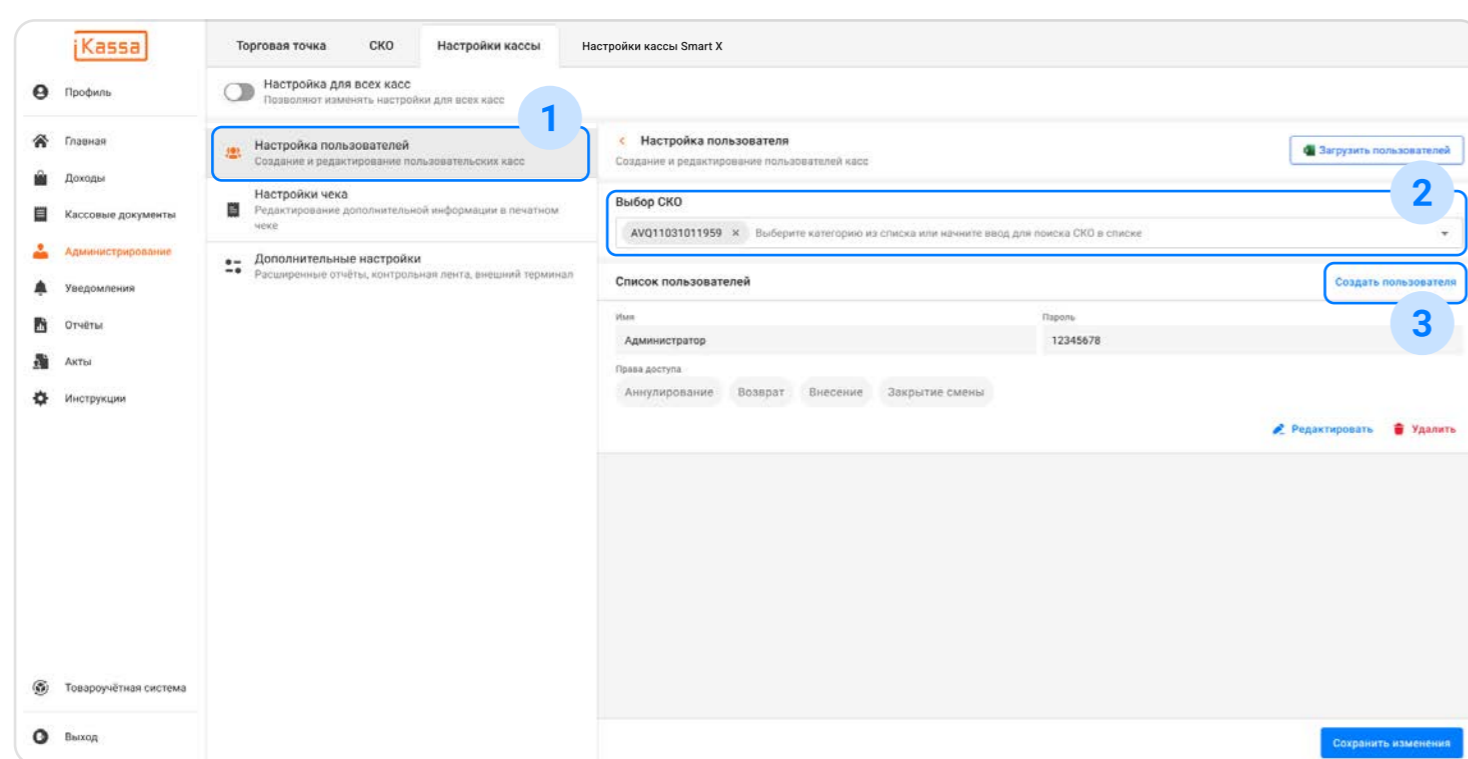 iKassa
Торговая точка
СКО
Настройки кассы
Настройки кассы Smart X
Профиль
Главная
Доходы
Кассовые документы
Администрирование
Уведомления
Отчёты
Акты
Инструкции
Товароучётная система
Выход
Настройка для всех касс
Позволяют изменять настройки для всех касс
1
Настройка пользователей
Создание и редактирование пользовательских касс
Настройки чека
Редактирование дополнительной информации в печатном
чеке
Дополнительные настройки
Расширенные отчёты, контрольная лента, внешний терминал
Настройка пользователя
Создание и редактирование пользователей касс
Загрузить пользователей
2
Выбор СКО
AVQ11031011959 × Выберите категорию из списка или начните ввод для поиска СКО в списке
Список пользователей
Создать пользователя
3
Имя
Пароль
Администратор
12345678
Права доступа
Аннулирование Возврат Внесение Закрытие смены
Редактировать Удалить
Сохранить изменения